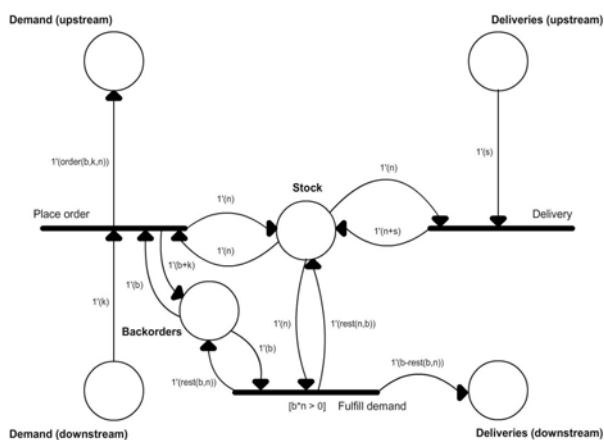 Demand (upstream)
Deliveries (upstream)
1'(order(b,k,n))
1'(s)
1'(n)
1'(n)
Stock
Place order
Delivery
1'(n)
1'(n+s)
1'(b+k)
1'(b)
1'(k)
Backorders
1'(n)
1'(rest(n,b))
1'(b)
1'(rest(b,n))
1'(b-rest(b,n))
[b*n > 0]
Fulfill demand
Demand (downstream)
Deliveries (downstream)